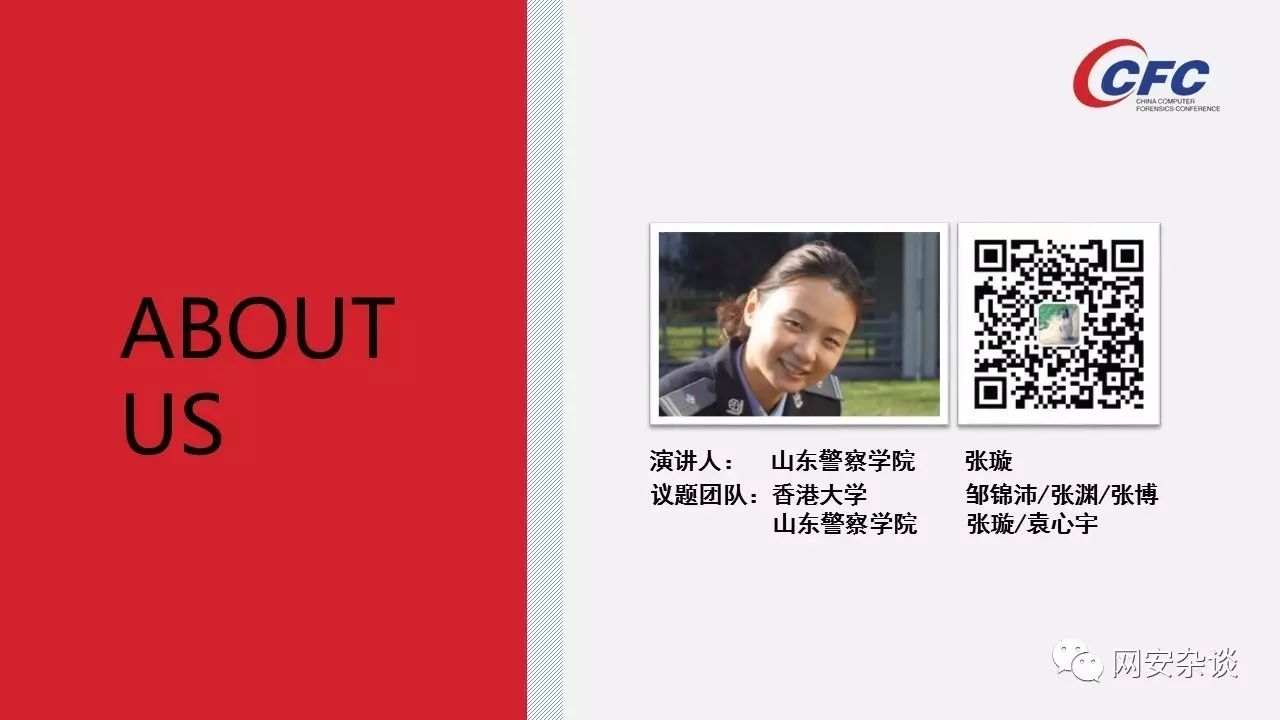 CFC
CHINA COMPUTER
FORENSICS CONFERENCE
ABOUT
US
演讲人： 山东警察学院 张璇
议题团队：香港大学 邹锦沛/张渊/张博
山东警察学院 张璇/袁心宇
网安杂谈